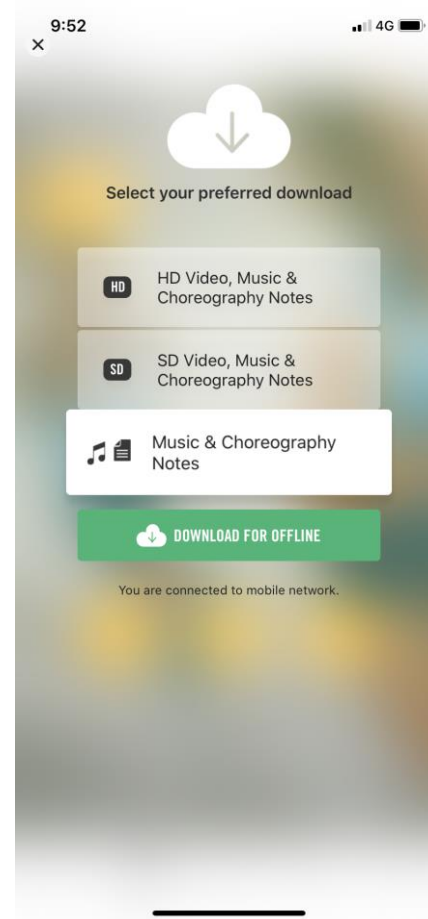 9:52
4G
Select your preferred download
HD
HD Video, Music &
Choreography Notes
SD
SD Video, Music &
Choreography Notes
Music & Choreography
Notes
DOWNLOAD FOR OFFLINE
You are connected to mobile network.